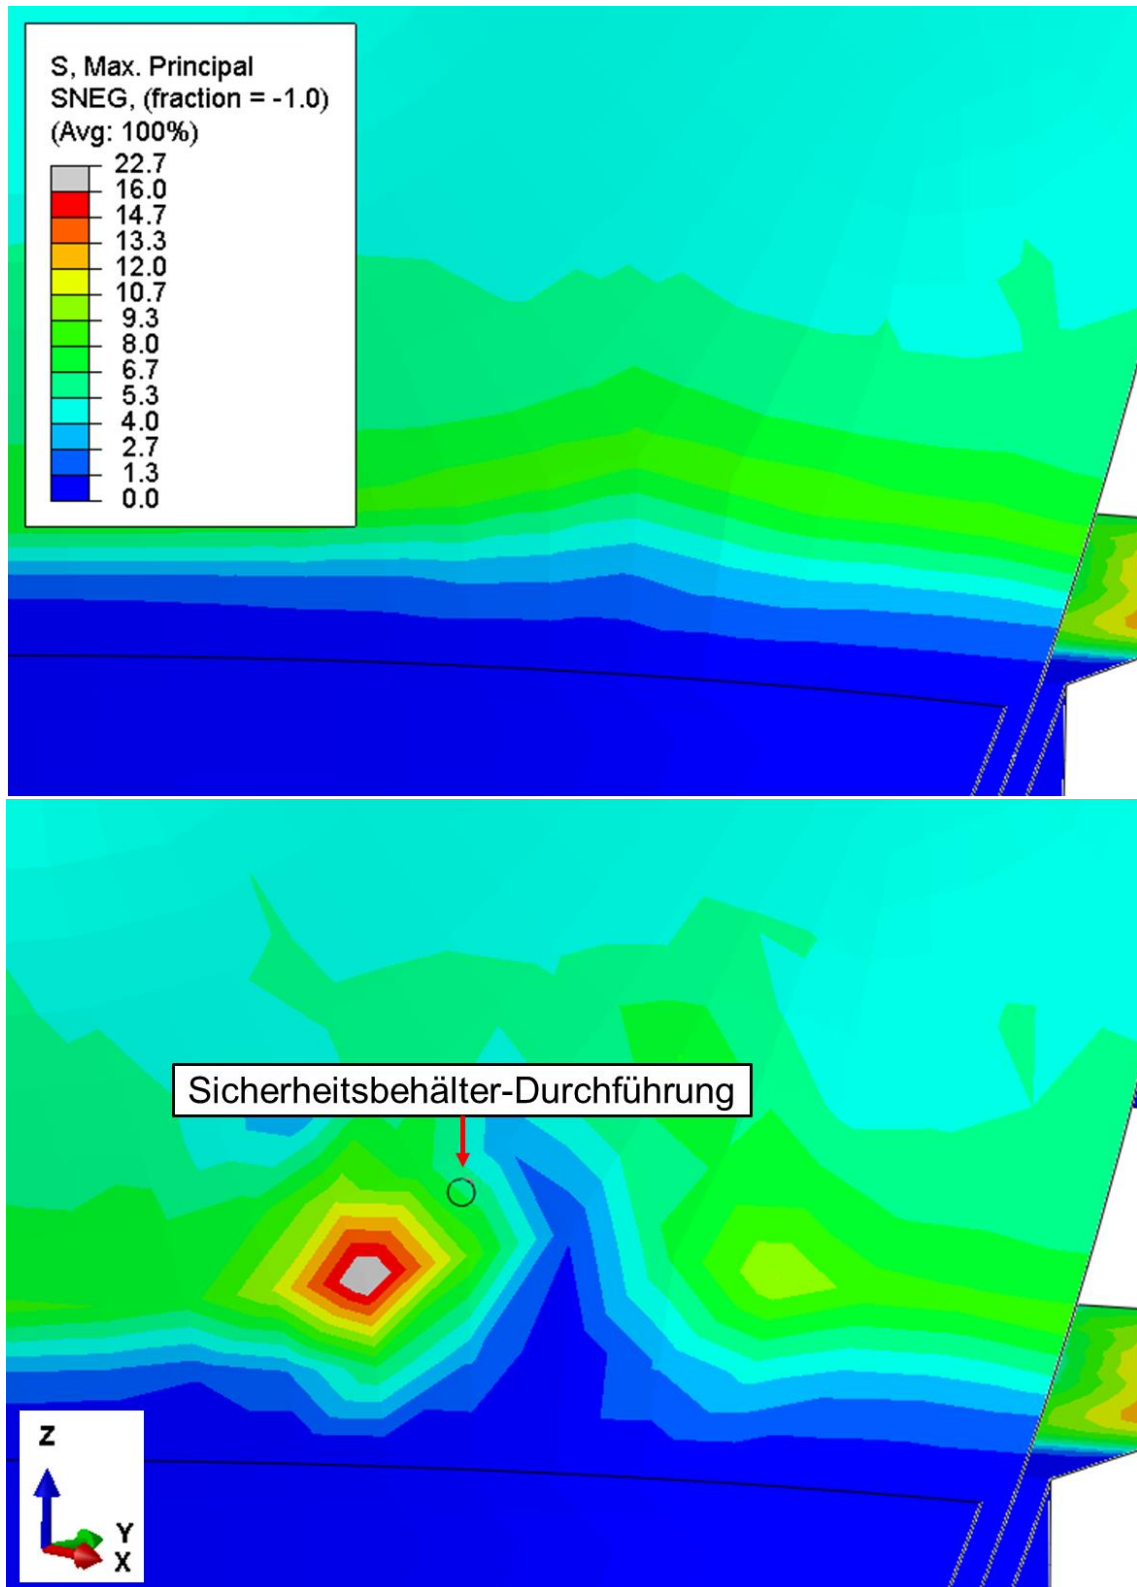 S, Max. Principal
SNEG, (fraction = -1.0)
(Avg: 100%)
22.7
16.0
14.7
13.3
12.0
10.7
9.3
8.0
6.7
5.3
4.0
2.7
1.3
0.0
Sicherheitsbehälter-Durchführung
Z
Y
X